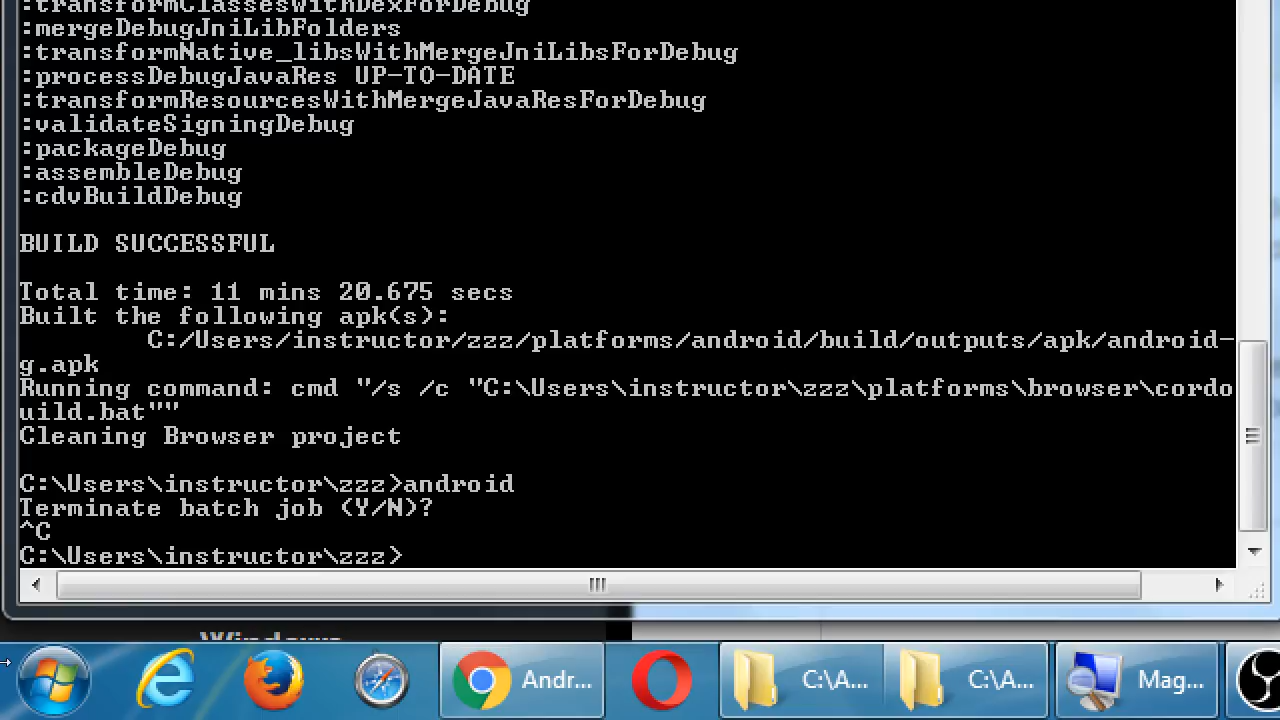 :transformClassesWithDexForDebug
:mergeDebugJniLibFolders
:transformNative_libsWithMergeJniLibsForDebug
:processDebugJavaRes UP-TO-DATE
:transformResourcesWithMergeJavaResForDebug
:validateSigningDebug
:packageDebug
:assembleDebug
:cdvBuildDebug
BUILD SUCCESSFUL
Total time: 11 mins 20.675 secs
Built the following apk(s):
C:/Users/instructor/zzz/platforms/android/build/outputs/apk/android-
g.apk
Running command: cmd "/s /c "C:\Users\instructor\zzz\platforms\browser\cordo
uild.bat""
Cleaning Browser project
C:\Users\instructor\zzz>android
Terminate batch job (Y/N)?
^C
C:\Users\instructor\zzz>
Windows
Andr...
C:\A...
C:\A...
Mag...